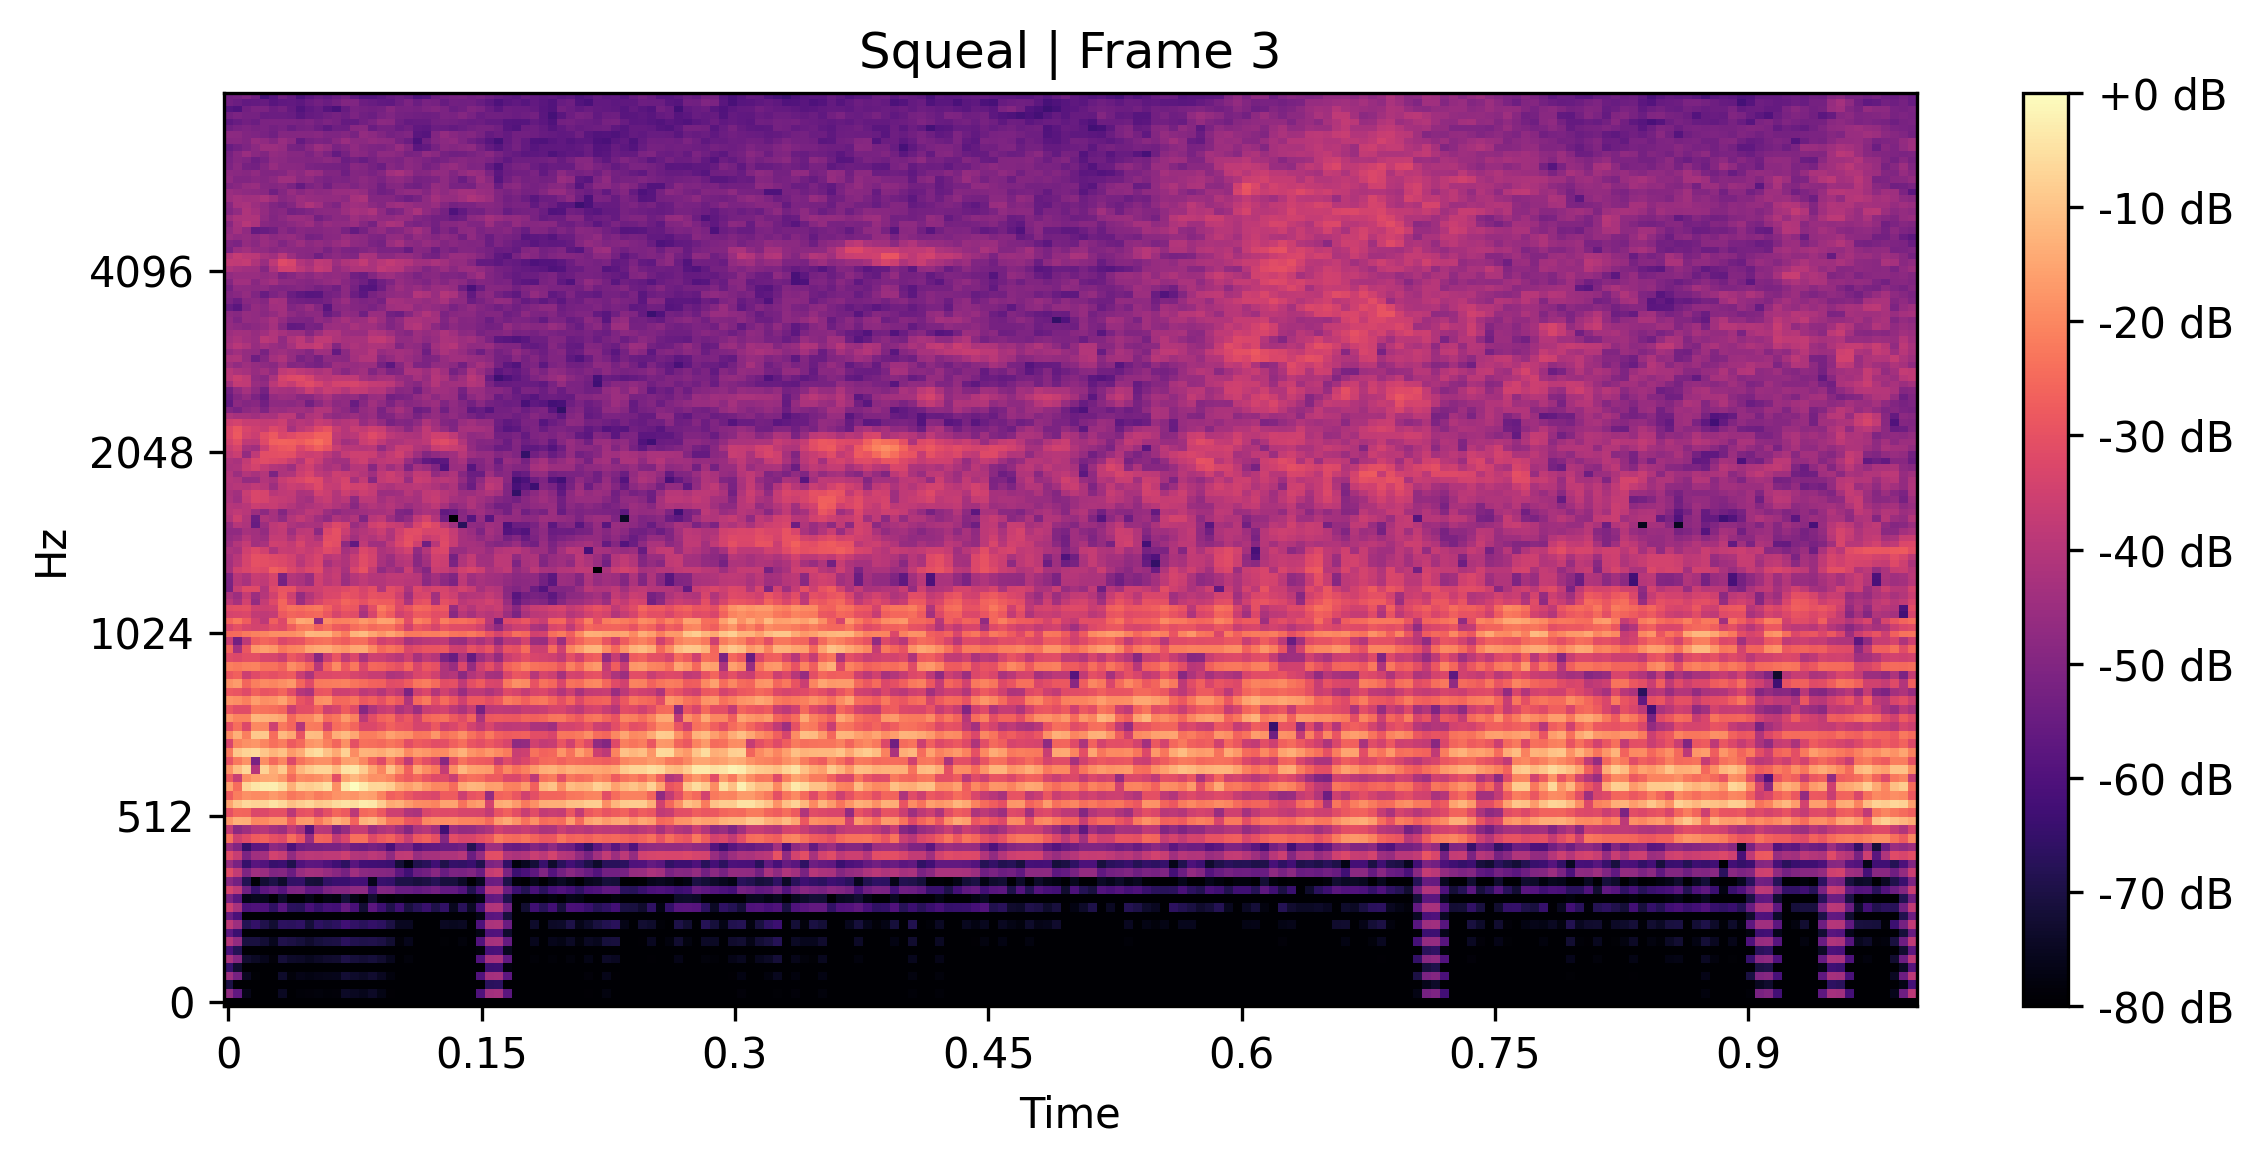 Squeal | Frame 3
+0 dB
-10 dB
-20 dB
-30 dB
-40 dB
-50 dB
-60 dB
-70 dB
-80 dB
Hz
4096
2048
1024
512
0
0 0.15 0.3 0.45 0.6 0.75 0.9
Time